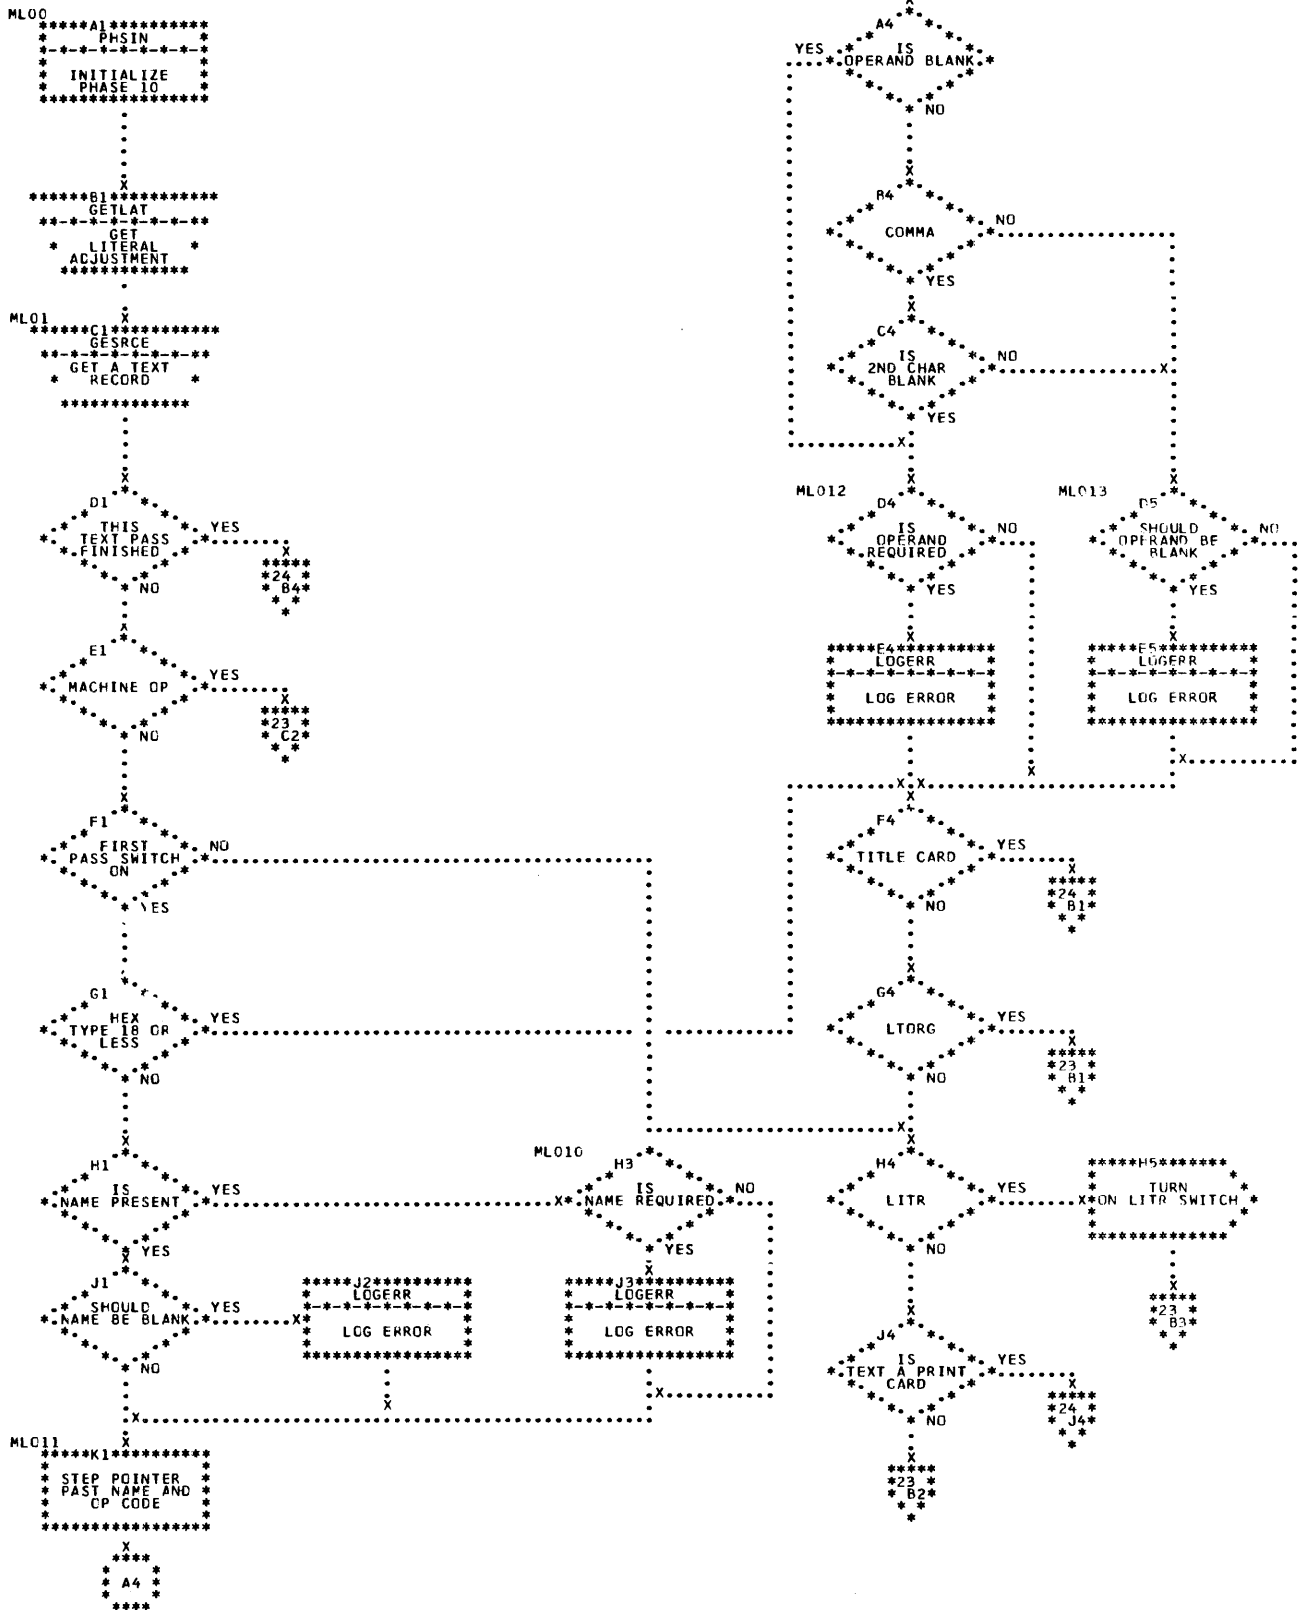 ML00
A1
PHSIN
INITIALIZE
PHASE 10
B1
GETLAT
GET
LITERAL
ADJUSTMENT
ML01
C1
GESRCE
GET A TEXT
RECORD
D1
THIS
TEXT PASS
FINISHED
YES
24
B4
NO
E1
MACHINE OP
YES
23
C2
NO
F1
FIRST
PASS SWITCH
ON
NO
YES
G1
HEX
TYPE 18 OR
LESS
YES
NO
H1
IS
NAME PRESENT
YES
YES
ML010
H3
IS
NAME REQUIRED
NO
YES
J1
SHOULD
NAME BE BLANK
YES
NO
J2
LOGERR
LOG ERROR
J3
LOGERR
LOG ERROR
ML011
K1
STEP POINTER
PAST NAME AND
OP CODE
A4
A4
IS
OPERAND BLANK
YES
NO
B4
COMMA
NO
YES
C4
IS
2ND CHAR
BLANK
NO
YES
ML012
D4
IS
OPERAND
REQUIRED
NO
YES
ML013
D5
SHOULD
OPERAND BE
BLANK
NO
YES
E4
LOGERR
LOG ERROR
E5
LOGERR
LOG ERROR
F4
TITLE CARD
YES
24
B1
NO
G4
LTORG
YES
23
B1
NO
H4
LITR
YES
NO
H5
TURN
ON LITR SWITCH
23
B3
J4
IS
TEXT A PRINT
CARD
YES
24
J4
NO
23
B2